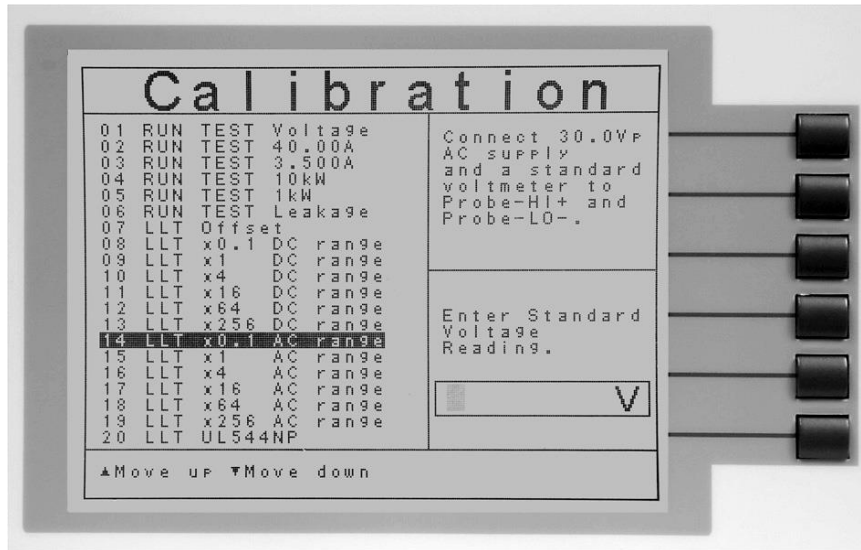 Calibration
01 RUN TEST Voltage
02 RUN TEST 40.00A
03 RUN TEST 3.500A
04 RUN TEST 10kW
05 RUN TEST 1kW
06 RUN TEST Leakage
07 LLT Offset
08 LLT x0.1 DC range
09 LLT x1 DC range
10 LLT x4 DC range
11 LLT x16 DC range
12 LLT x64 DC range
13 LLT x256 DC range
14 LLT x0.1 AC range
15 LLT x1 AC range
16 LLT x4 AC range
17 LLT x16 AC range
18 LLT x64 AC range
19 LLT x256 AC range
20 LLT UL544NP
Connect 30.0Vp
AC supply
and a standard
voltmeter to
Probe-HI+ and
Probe-LO-.
Enter Standard
Voltage
Reading.
V
▲Move up ▼Move down